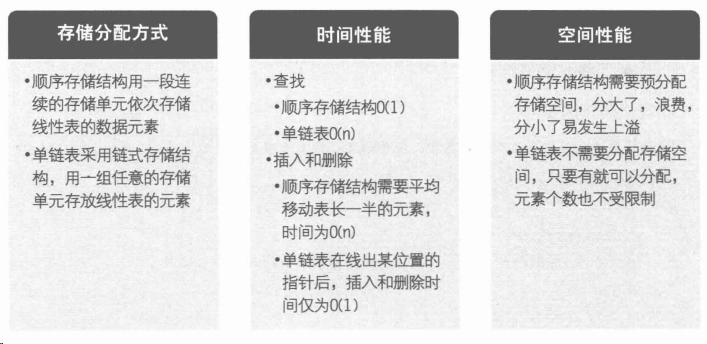 存储分配方式
•顺序存储结构用一段连
续的存储单元依次存储
线性表的数据元素
•单链表采用链式存储结
构，用一组任意的存储
单元存放线性表的元素
时间性能
•查找
•顺序存储结构O(1)
•单链表O(n)
•插入和删除
•顺序存储结构需要平均
移动表长一半的元素，
时间为O(n)
•单链表在线出某位置的
指针后，插入和删除时
间仅为O(1)
空间性能
•顺序存储结构需要预分配
存储空间，分大了，浪费，
分小了易发生上溢
•单链表不需要分配存储空
间，只要有就可以分配，
元素个数也不受限制